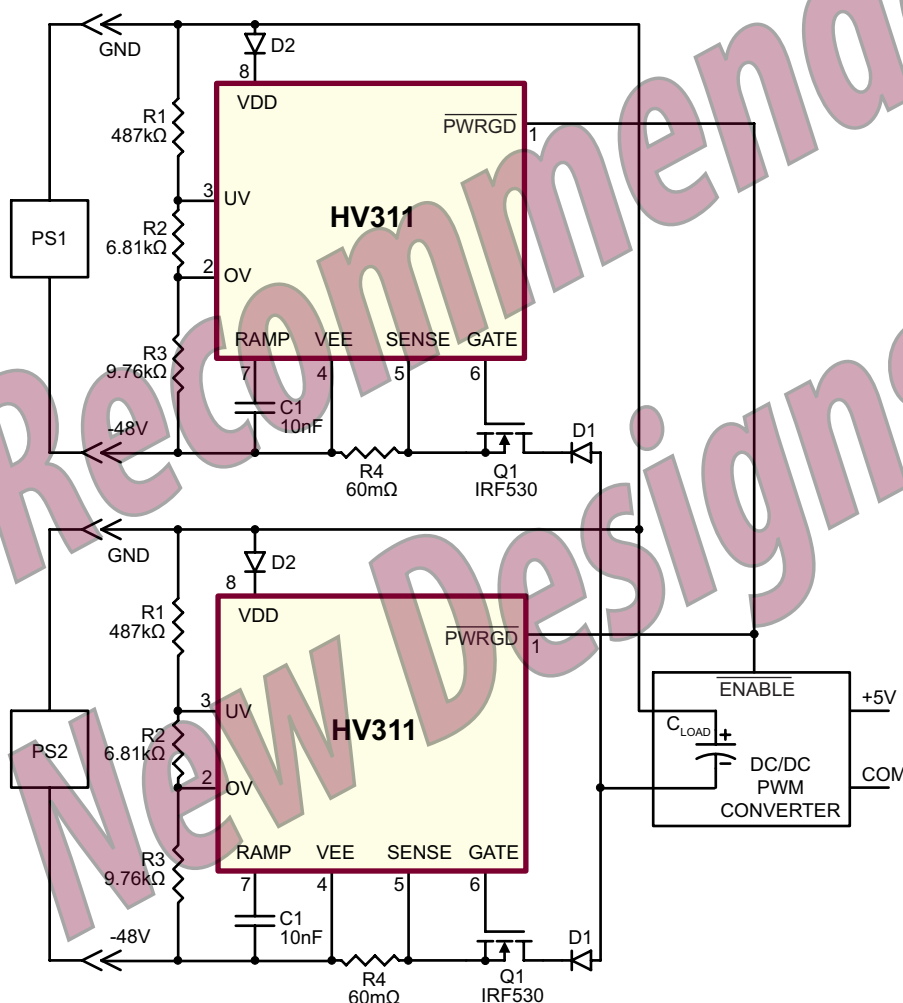 GND
D2
8
VDD
R1
487kΩ
PWRGD
1
3
UV
HV311
PS1
R2
6.81kΩ
2
OV
RAMP
VEE
SENSE
GATE
R3
9.76kΩ
7
4
5
6
C1
10nF
-48V
D1
R4
60mΩ
Q1
IRF530
GND
D2
8
VDD
R1
487kΩ
PWRGD
1
ENABLE
3
UV
HV311
+5V
PS2
R2
6.81kΩ
CLOAD
+
-
DC/DC
PWM
CONVERTER
COM
2
OV
RAMP
VEE
SENSE
GATE
R3
9.76kΩ
7
4
5
6
C1
10nF
-48V
D1
R4
60mΩ
Q1
IRF530
Recommend
New Designs